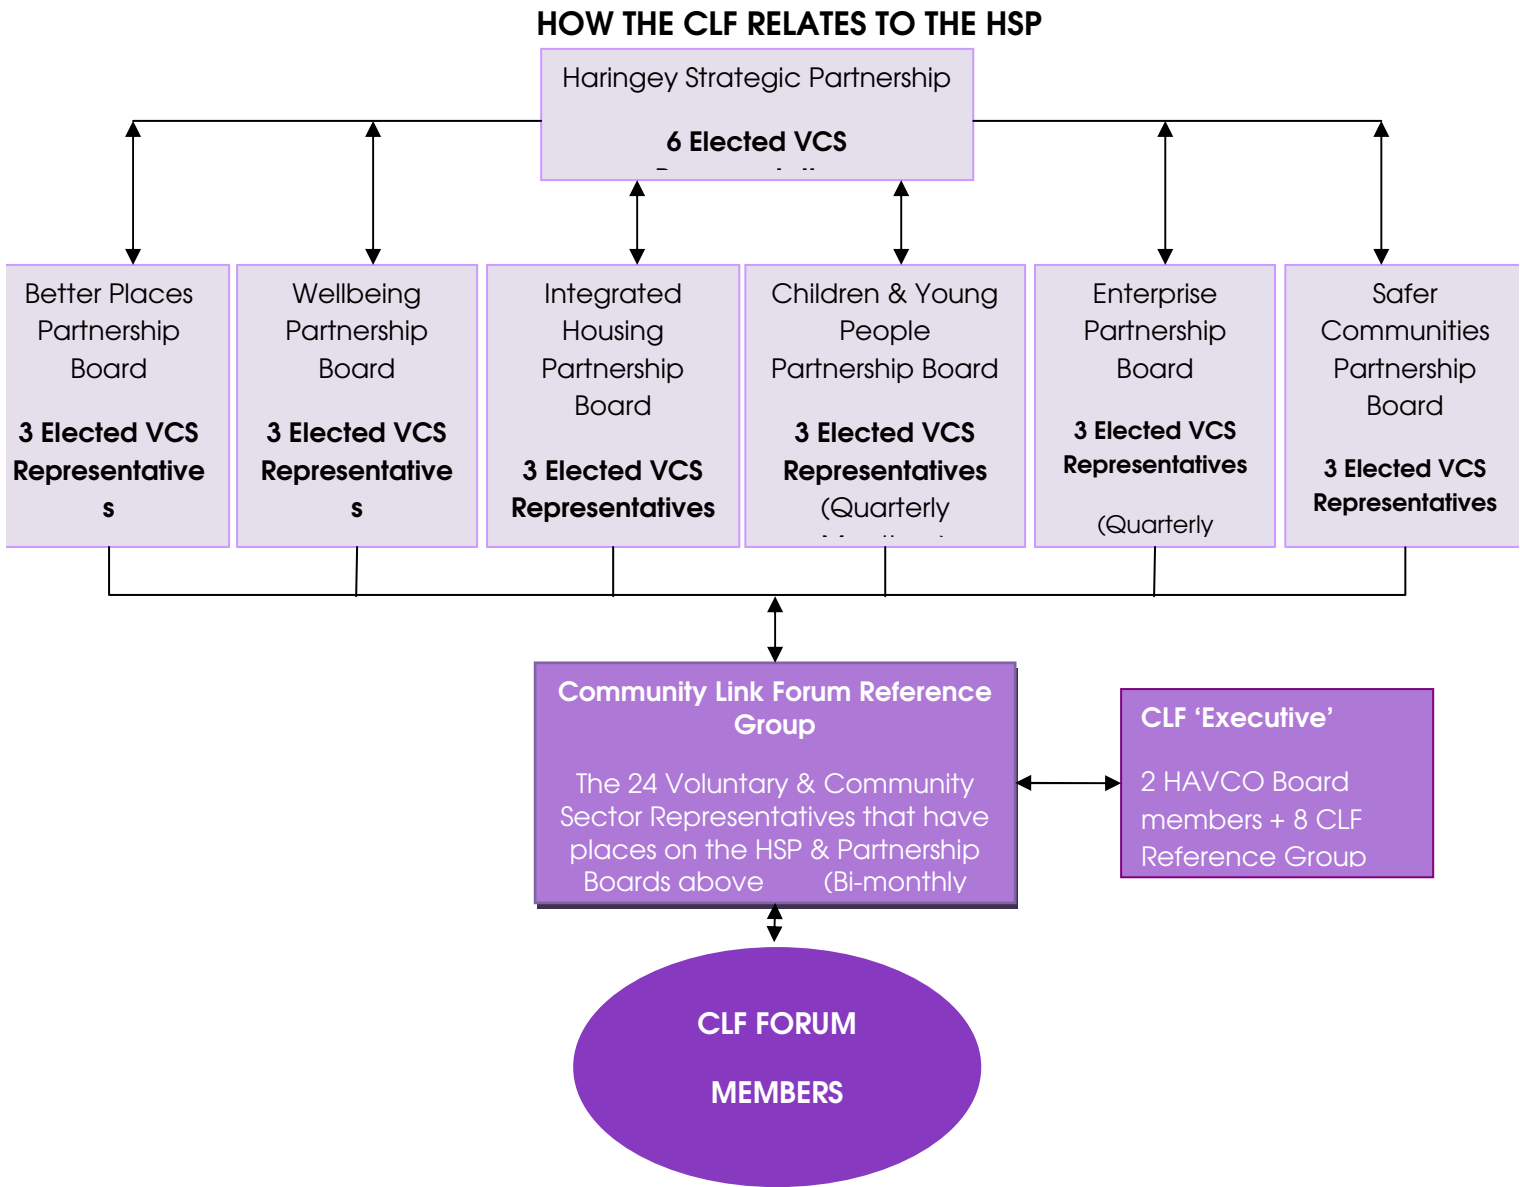 HOW THE CLF RELATES TO THE HSP
Haringey Strategic Partnership
6 Elected VCS
Better Places
Partnership
Board
3 Elected VCS
Representative
s
Wellbeing
Partnership
Board
3 Elected VCS
Representative
s
Integrated
Housing
Partnership
Board
3 Elected VCS
Representatives
Children & Young
People
Partnership Board
3 Elected VCS
Representatives
(Quarterly
Enterprise
Partnership
Board
3 Elected VCS
Representatives
(Quarterly
Safer
Communities
Partnership
Board
3 Elected VCS
Representatives
Community Link Forum Reference
Group
The 24 Voluntary & Community
Sector Representatives that have
places on the HSP & Partnership
Boards above (Bi-monthly
CLF ‘Executive’
2 HAVCO Board
members + 8 CLF
Reference Group
CLF FORUM
MEMBERS